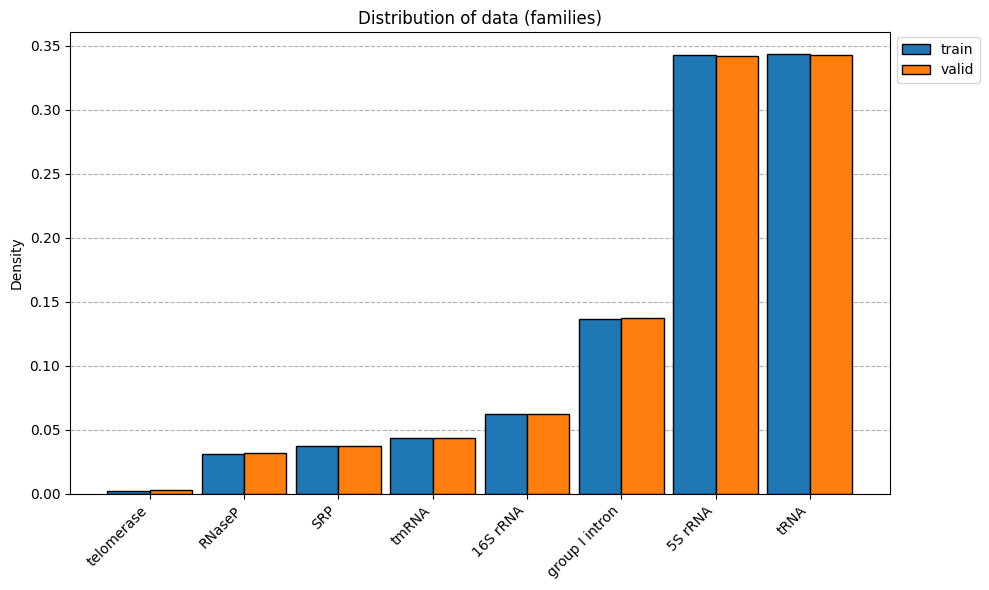 Distribution of data (families)
train
valid
0.35
0.30
0.25
0.20
0.15
0.10
0.05
0.00
Density
telomerase
RNaseP
SRP
tmRNA
16S rRNA
group I intron
5S rRNA
tRNA